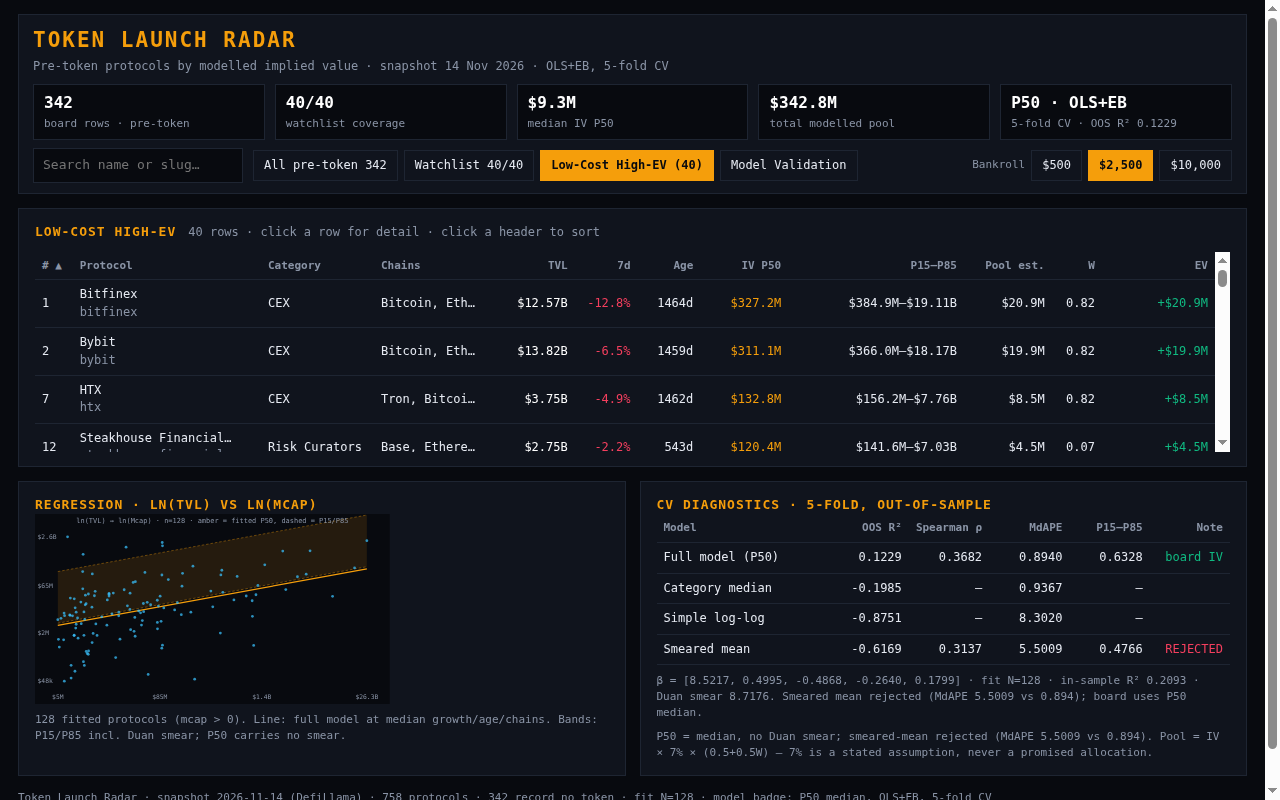 TOKEN LAUNCH RADAR
Pre-token protocols by modelled implied value · snapshot 14 Nov 2026 · OLS+EB, 5-fold CV
342
board rows · pre-token
40/40
watchlist coverage
$9.3M
median IV P50
$342.8M
total modelled pool
P50 · OLS+EB
5-fold CV · OOS R² 0.1229
Search name or slug… All pre-token 342 Watchlist 40/40 Low-Cost High-EV (40) Model Validation Bankroll $500 $2,500 $10,000
LOW-COST HIGH-EV 40 rows · click a row for detail · click a header to sort
# ▲ Protocol Category Chains TVL 7d Age IV P50 P15–P85 Pool est. W EV
1 Bitfinex CEX Bitcoin, Eth… $12.57B -12.8% 1464d $327.2M $384.9M–$19.11B $20.9M 0.82 +$20.9M
bitfinex
2 Bybit CEX Bitcoin, Eth… $13.82B -6.5% 1459d $311.1M $366.0M–$18.17B $19.9M 0.82 +$19.9M
bybit
7 HTX CEX Tron, Bitcoi… $3.75B -4.9% 1462d $132.8M $156.2M–$7.76B $8.5M 0.82 +$8.5M
htx
12 Steakhouse Financial… Risk Curators Base, Ethere… $2.75B -2.2% 543d $120.4M $141.6M–$7.03B $4.5M 0.07 +$4.5M
REGRESSION · LN(TVL) VS LN(MCAP)
ln(TVL) → ln(Mcap) · n=128 · amber = fitted P50, dashed = P15/P85
$2.6B
$65M
$2M
$48k
$5M $85M $1.4B $26.3B
128 fitted protocols (mcap > 0). Line: full model at median growth/age/chains. Bands:
P15/P85 incl. Duan smear; P50 carries no smear.
CV DIAGNOSTICS · 5-FOLD, OUT-OF-SAMPLE
Model OOS R² Spearman ρ MdAPE P15–P85 Note
Full model (P50) 0.1229 0.3682 0.8940 0.6328 board IV
Category median -0.1985 — 0.9367 —
Simple log-log -0.8751 — 8.3020 —
Smeared mean -0.6169 0.3137 5.5009 0.4766 REJECTED
β = [8.5217, 0.4995, -0.4868, -0.2640, 0.1799] · fit N=128 · in-sample R² 0.2093 ·
Duan smear 8.7176. Smeared mean rejected (MdAPE 5.5009 vs 0.894); board uses P50
median.
P50 = median, no Duan smear; smeared-mean rejected (MdAPE 5.5009 vs 0.894). Pool = IV
× 7% × (0.5+0.5W) — 7% is a stated assumption, never a promised allocation.
Token Launch Radar · snapshot 2026-11-14 (DefiLlama) · 758 protocols · 342 record no token · fit N=128 · model badge: P50 median, OLS+EB, 5-fold CV